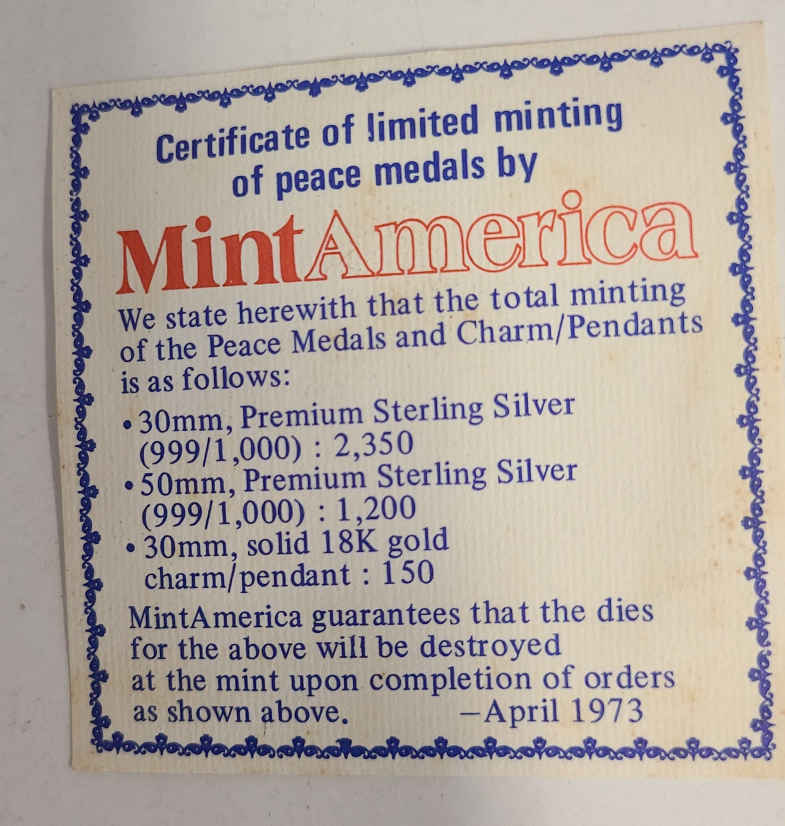 Certificate of limited minting
of peace medals by
MintAmerica
We state herewith that the total minting
of the Peace Medals and Charm/Pendants
is as follows:
• 30mm, Premium Sterling Silver
(999/1,000) : 2,350
• 50mm, Premium Sterling Silver
(999/1,000) : 1,200
• 30mm, solid 18K gold
charm/pendant : 150
MintAmerica guarantees that the dies
for the above will be destroyed
at the mint upon completion of orders
as shown above. —April 1973